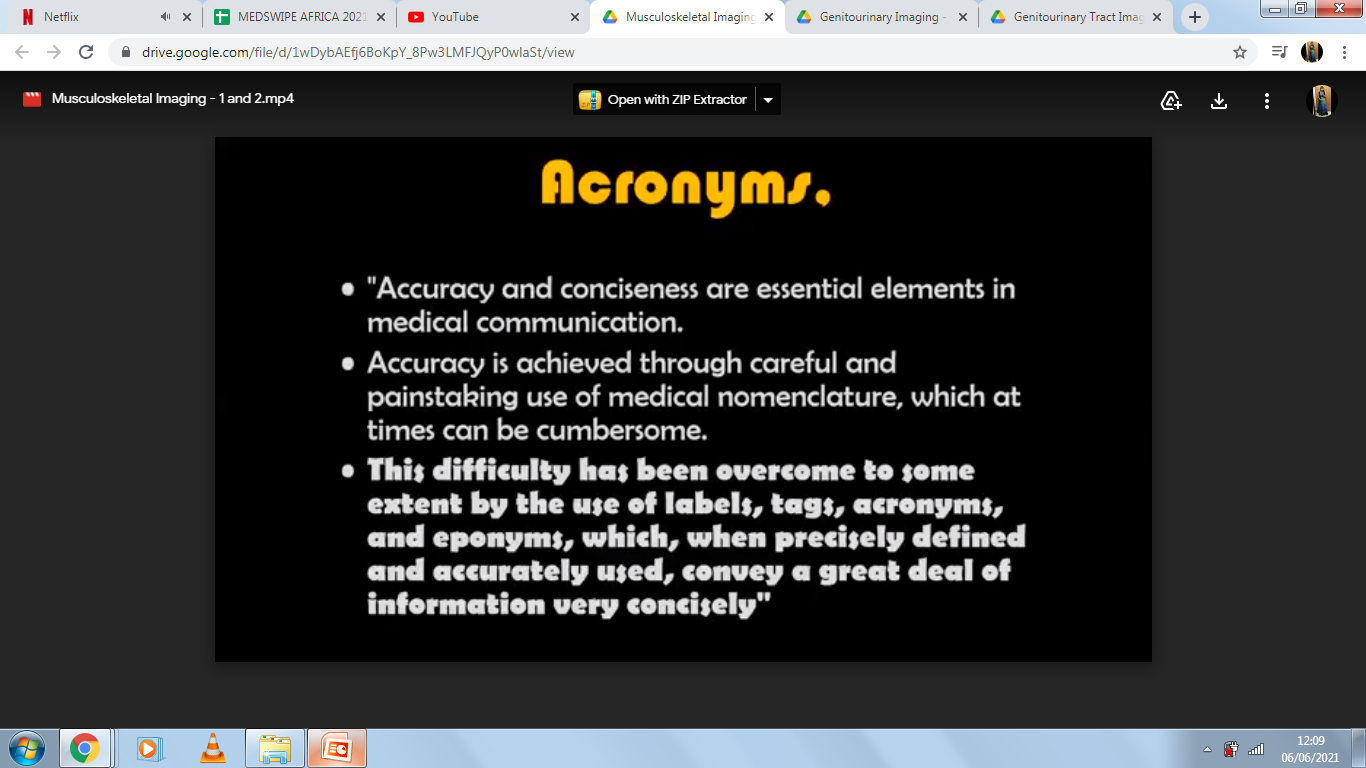 Netflix
MEDSWIPE AFRICA 2021
YouTube
Musculoskeletal Imaging
Genitourinary Imaging -
Genitourinary Tract Imag
drive.google.com/file/d/1wDybAEfj6BoKpY_8Pw3LMFJQyP0wlaSt/view
Musculoskeletal Imaging - 1 and 2.mp4
Open with ZIP Extractor
Acronyms,
• "Accuracy and conciseness are essential elements in
medical communication.
• Accuracy is achieved through careful and
painstaking use of medical nomenclature, which at
times can be cumbersome.
• This difficulty has been overcome to some
extent by the use of labels, tags, acronyms,
and eponyms, which, when precisely defined
and accurately used, convey a great deal of
information very concisely"
12:09
06/06/2021